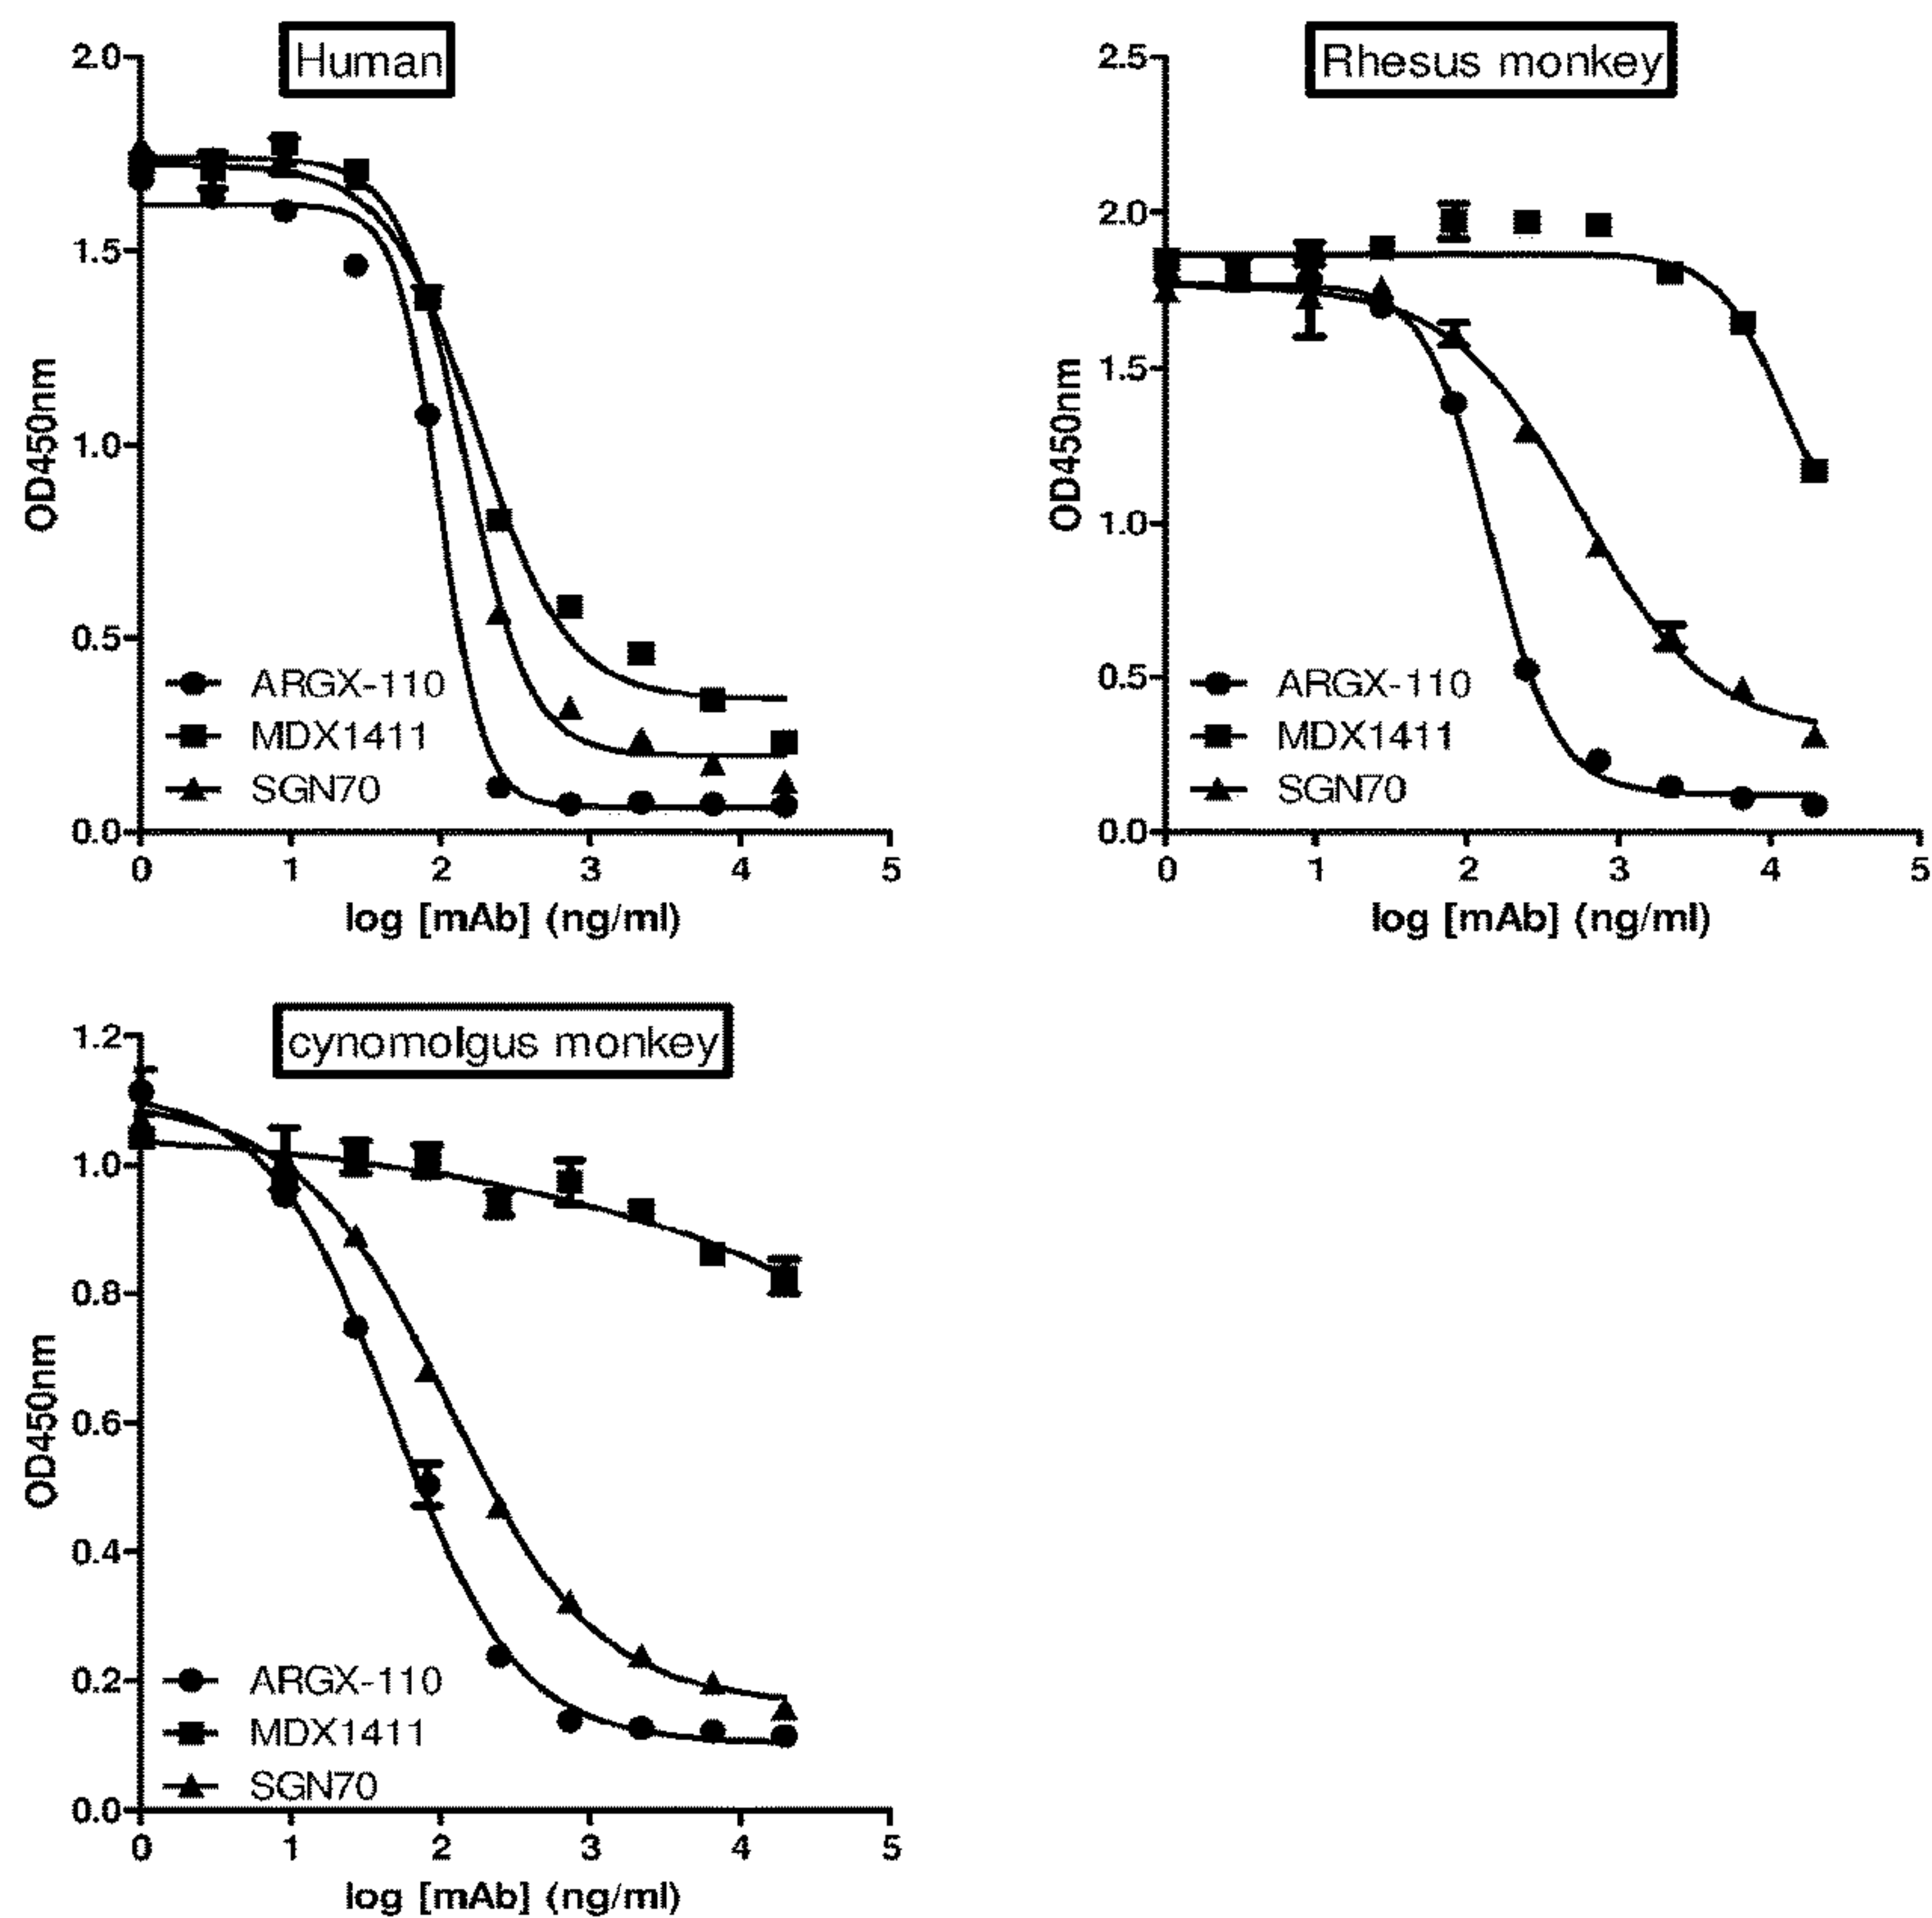 Human
2.0
1.5
1.0
0.5
0.0
OD450nm
ARGX-110
MDX1411
SGN70
0 1 2 3 4 5
log [mAb] (ng/ml)
Rhesus monkey
2.5
2.0
1.5
1.0
0.5
0.0
OD450nm
ARGX-110
MDX1411
SGN70
0 1 2 3 4 5
log [mAb] (ng/ml)
cynomolgus monkey
1.2
1.0
0.8
0.6
0.4
0.2
0.0
OD450nm
ARGX-110
MDX1411
SGN70
0 1 2 3 4 5
log [mAb] (ng/ml)